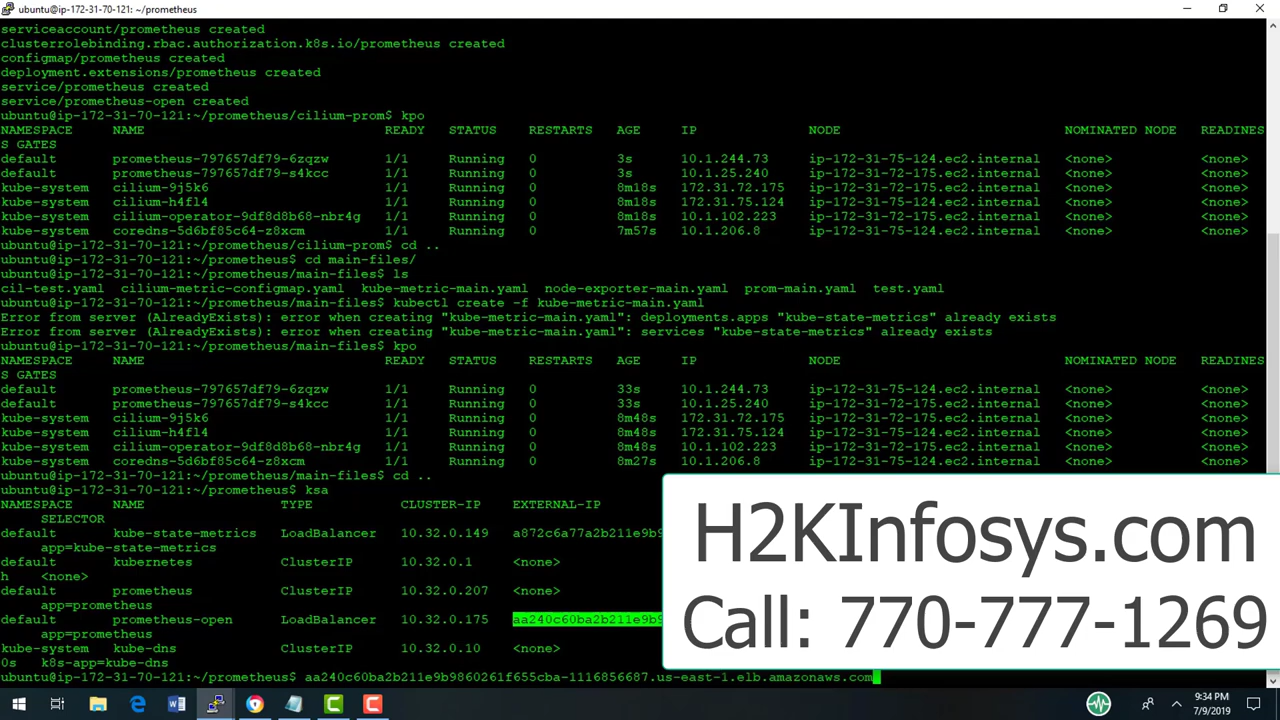 ubuntu@ip-172-31-70-121: ~/prometheus
serviceaccount/prometheus created
clusterrolebinding.rbac.authorization.k8s.io/prometheus created
configmap/prometheus created
deployment.extensions/prometheus created
service/prometheus created
service/prometheus-open created
ubuntu@ip-172-31-70-121:~/prometheus/cilium-prom$ kpo
NAMESPACE NAME READY STATUS RESTARTS AGE IP NODE NOMINATED NODE READINES
S GATES
default prometheus-797657df79-6zqzw 1/1 Running 0 3s 10.1.244.73 ip-172-31-75-124.ec2.internal <none> <none>
default prometheus-797657df79-s4kcc 1/1 Running 0 3s 10.1.25.240 ip-172-31-72-175.ec2.internal <none> <none>
kube-system cilium-9j5k6 1/1 Running 0 8m18s 172.31.72.175 ip-172-31-72-175.ec2.internal <none> <none>
kube-system cilium-h4fl4 1/1 Running 0 8m18s 172.31.75.124 ip-172-31-75-124.ec2.internal <none> <none>
kube-system cilium-operator-9df8d8b68-nbr4g 1/1 Running 0 8m18s 10.1.102.223 ip-172-31-72-175.ec2.internal <none> <none>
kube-system coredns-5d6bf85c64-z8xcm 1/1 Running 0 7m57s 10.1.206.8 ip-172-31-72-175.ec2.internal <none> <none>
ubuntu@ip-172-31-70-121:~/prometheus/cilium-prom$ cd ..
ubuntu@ip-172-31-70-121:~/prometheus$ cd main-files/
ubuntu@ip-172-31-70-121:~/prometheus/main-files$ ls
cil-test.yaml cilium-metric-configmap.yaml kube-metric-main.yaml node-exporter-main.yaml prom-main.yaml test.yaml
ubuntu@ip-172-31-70-121:~/prometheus/main-files$ kubectl create -f kube-metric-main.yaml
Error from server (AlreadyExists): error when creating "kube-metric-main.yaml": deployments.apps "kube-state-metrics" already exists
Error from server (AlreadyExists): error when creating "kube-metric-main.yaml": services "kube-state-metrics" already exists
ubuntu@ip-172-31-70-121:~/prometheus/main-files$ kpo
NAMESPACE NAME READY STATUS RESTARTS AGE IP NODE NOMINATED NODE READINES
S GATES
default prometheus-797657df79-6zqzw 1/1 Running 0 33s 10.1.244.73 ip-172-31-75-124.ec2.internal <none> <none>
default prometheus-797657df79-s4kcc 1/1 Running 0 33s 10.1.25.240 ip-172-31-72-175.ec2.internal <none> <none>
kube-system cilium-9j5k6 1/1 Running 0 8m48s 172.31.72.175 ip-172-31-72-175.ec2.internal <none> <none>
kube-system cilium-h4fl4 1/1 Running 0 8m48s 172.31.75.124 ip-172-31-75-124.ec2.internal <none> <none>
kube-system cilium-operator-9df8d8b68-nbr4g 1/1 Running 0 8m48s 10.1.102.223 ip-172-31-72-175.ec2.internal <none> <none>
kube-system coredns-5d6bf85c64-z8xcm 1/1 Running 0 8m27s 10.1.206.8 ip-172-31-72-175.ec2.internal <none> <none>
ubuntu@ip-172-31-70-121:~/prometheus/main-files$ cd ..
ubuntu@ip-172-31-70-121:~/prometheus$ ksa
NAMESPACE NAME TYPE CLUSTER-IP EXTERNAL-IP
SELECTOR
default kube-state-metrics LoadBalancer 10.32.0.149 a872c6a77a2b211e9b9
app=kube-state-metrics
default kubernetes ClusterIP 10.32.0.1 <none>
h <none>
default prometheus ClusterIP 10.32.0.207 <none>
app=prometheus
default prometheus-open LoadBalancer 10.32.0.175 aa240c60ba2b211e9b9
app=prometheus
kube-system kube-dns ClusterIP 10.32.0.10 <none>
0s k8s-app=kube-dns
ubuntu@ip-172-31-70-121:~/prometheus$ aa240c60ba2b211e9b9860261f655cba-1116856687.us-east-1.elb.amazonaws.com
H2KInfosys.com
Call: 770-777-1269
9:34 PM
7/9/2019